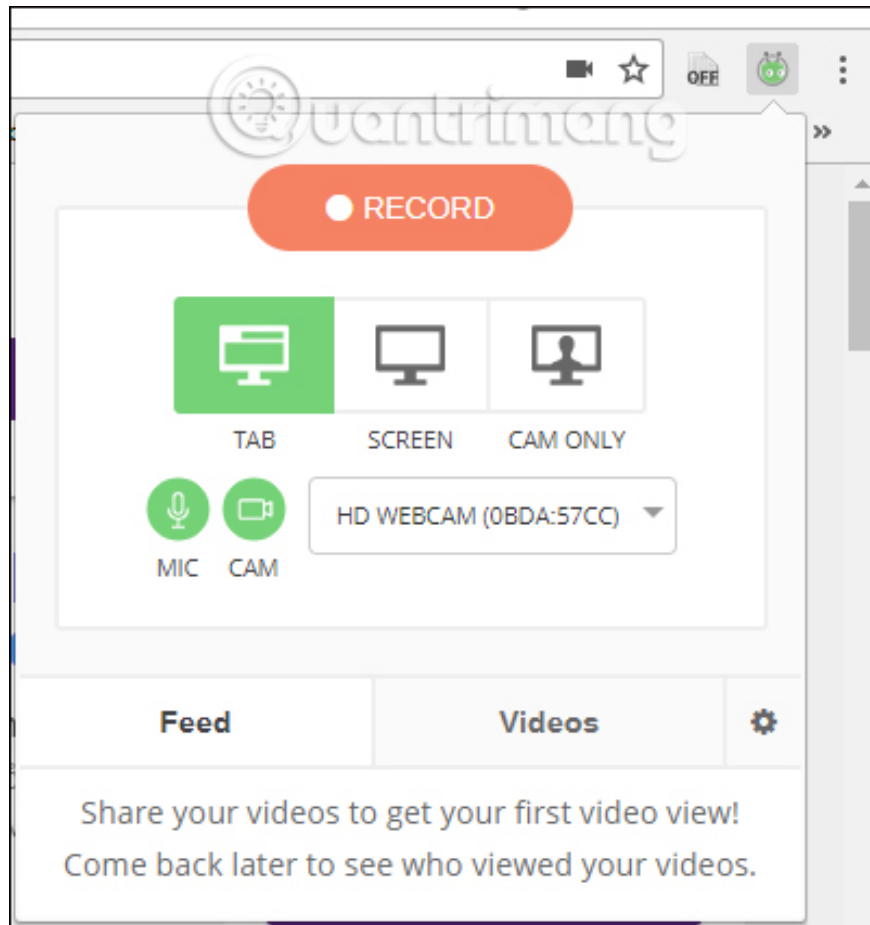 OFF
Quantrimang
RECORD
TAB
SCREEN
CAM ONLY
HD WEBCAM (0BDA:57CC)
MIC
CAM
Feed
Videos
Share your videos to get your first video view!
Come back later to see who viewed your videos.